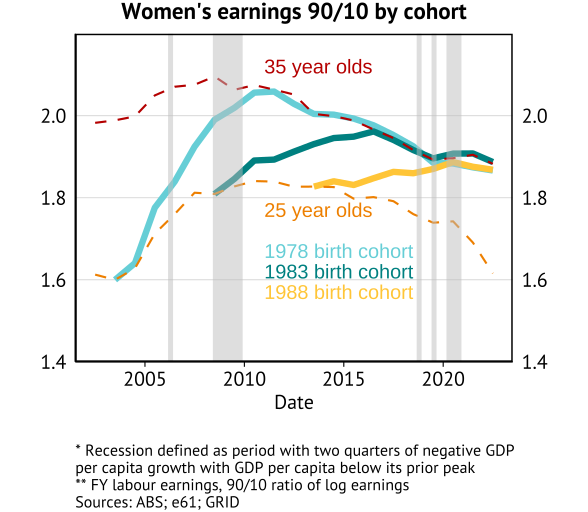 Women's earnings 90/10 by cohort
35 year olds
2.0 2.0
1.8 1.8
25 year olds
1978 birth cohort
1983 birth cohort
1988 birth cohort
1.6 1.6
1.4 1.4
2005 2010 2015 2020
Date
* Recession defined as period with two quarters of negative GDP
per capita growth with GDP per capita below its prior peak
** FY labour earnings, 90/10 ratio of log earnings
Sources: ABS; e61; GRID